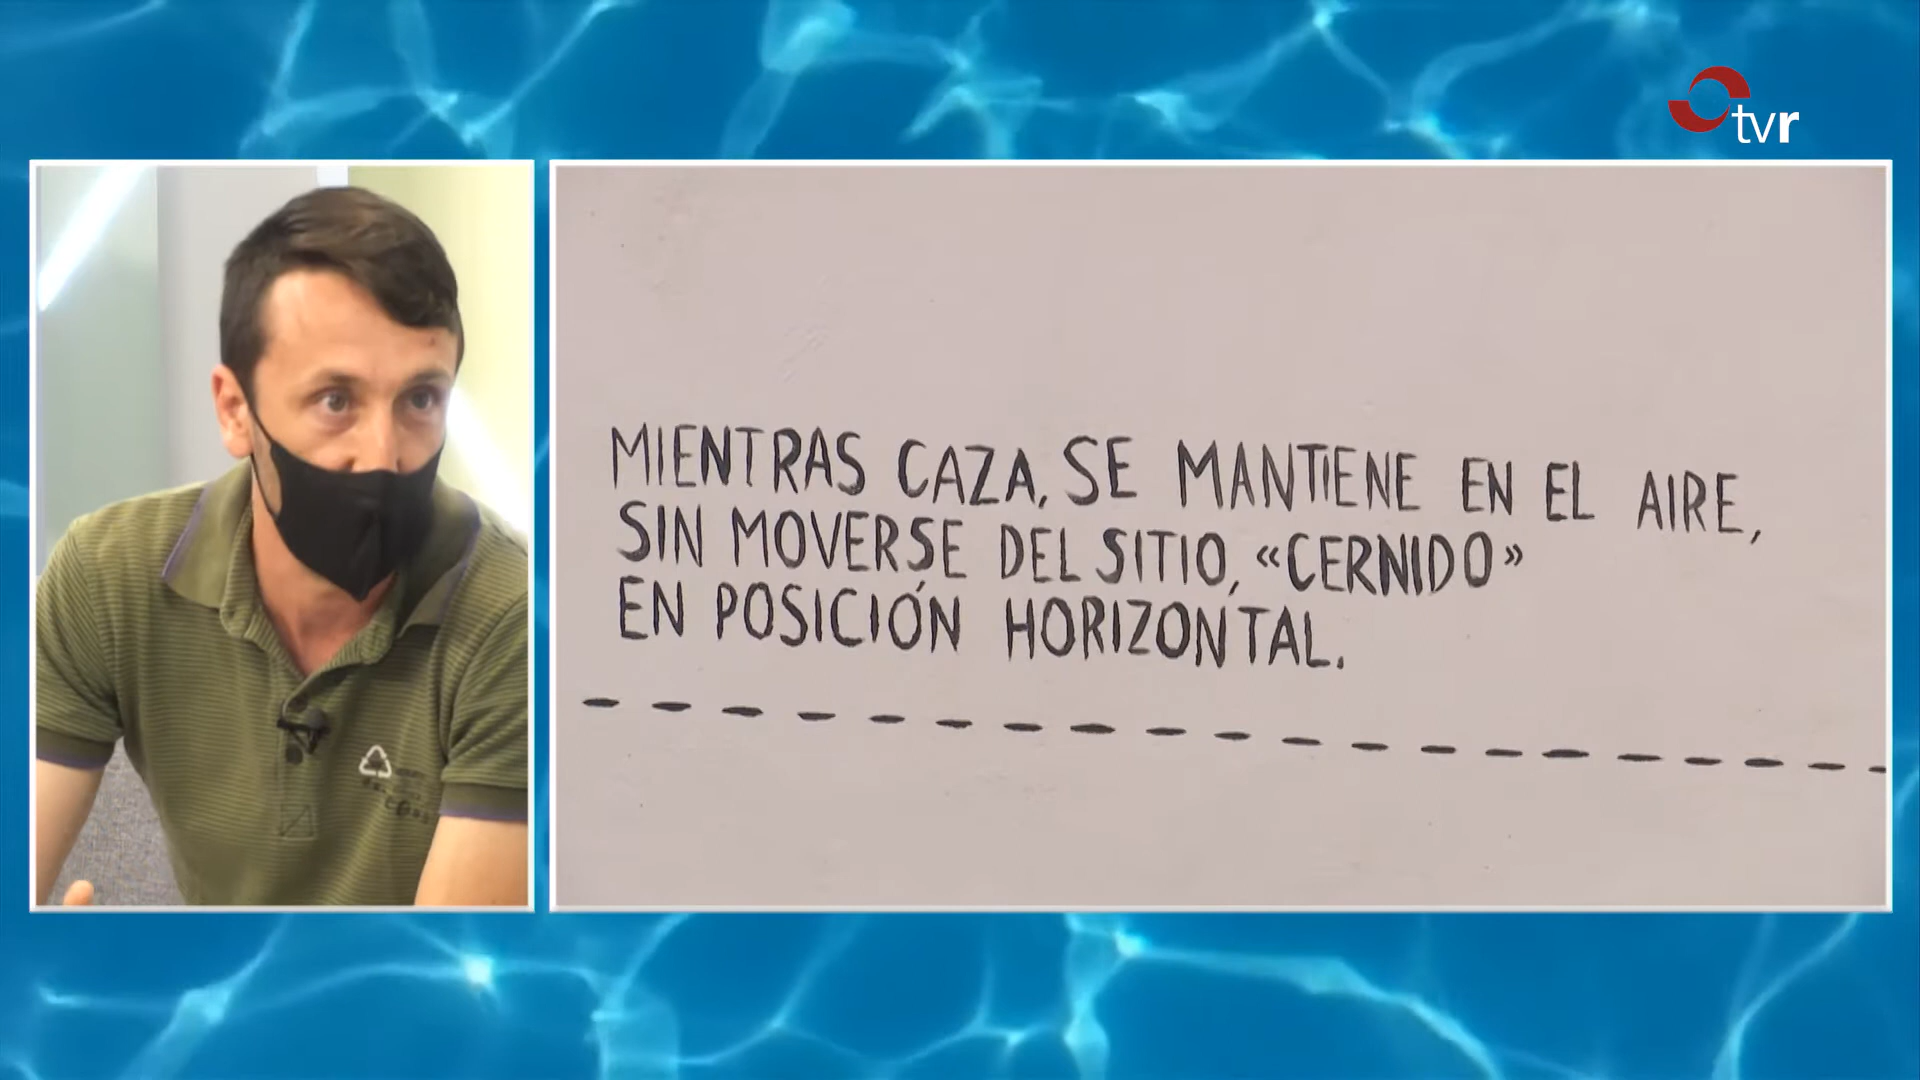 tvr
MIENTRAS CAZA, SE MANTIENE EN EL AIRE,
SIN MOVERSE DEL SITIO, «CERNIDO»
EN POSICIÓN HORIZONTAL.